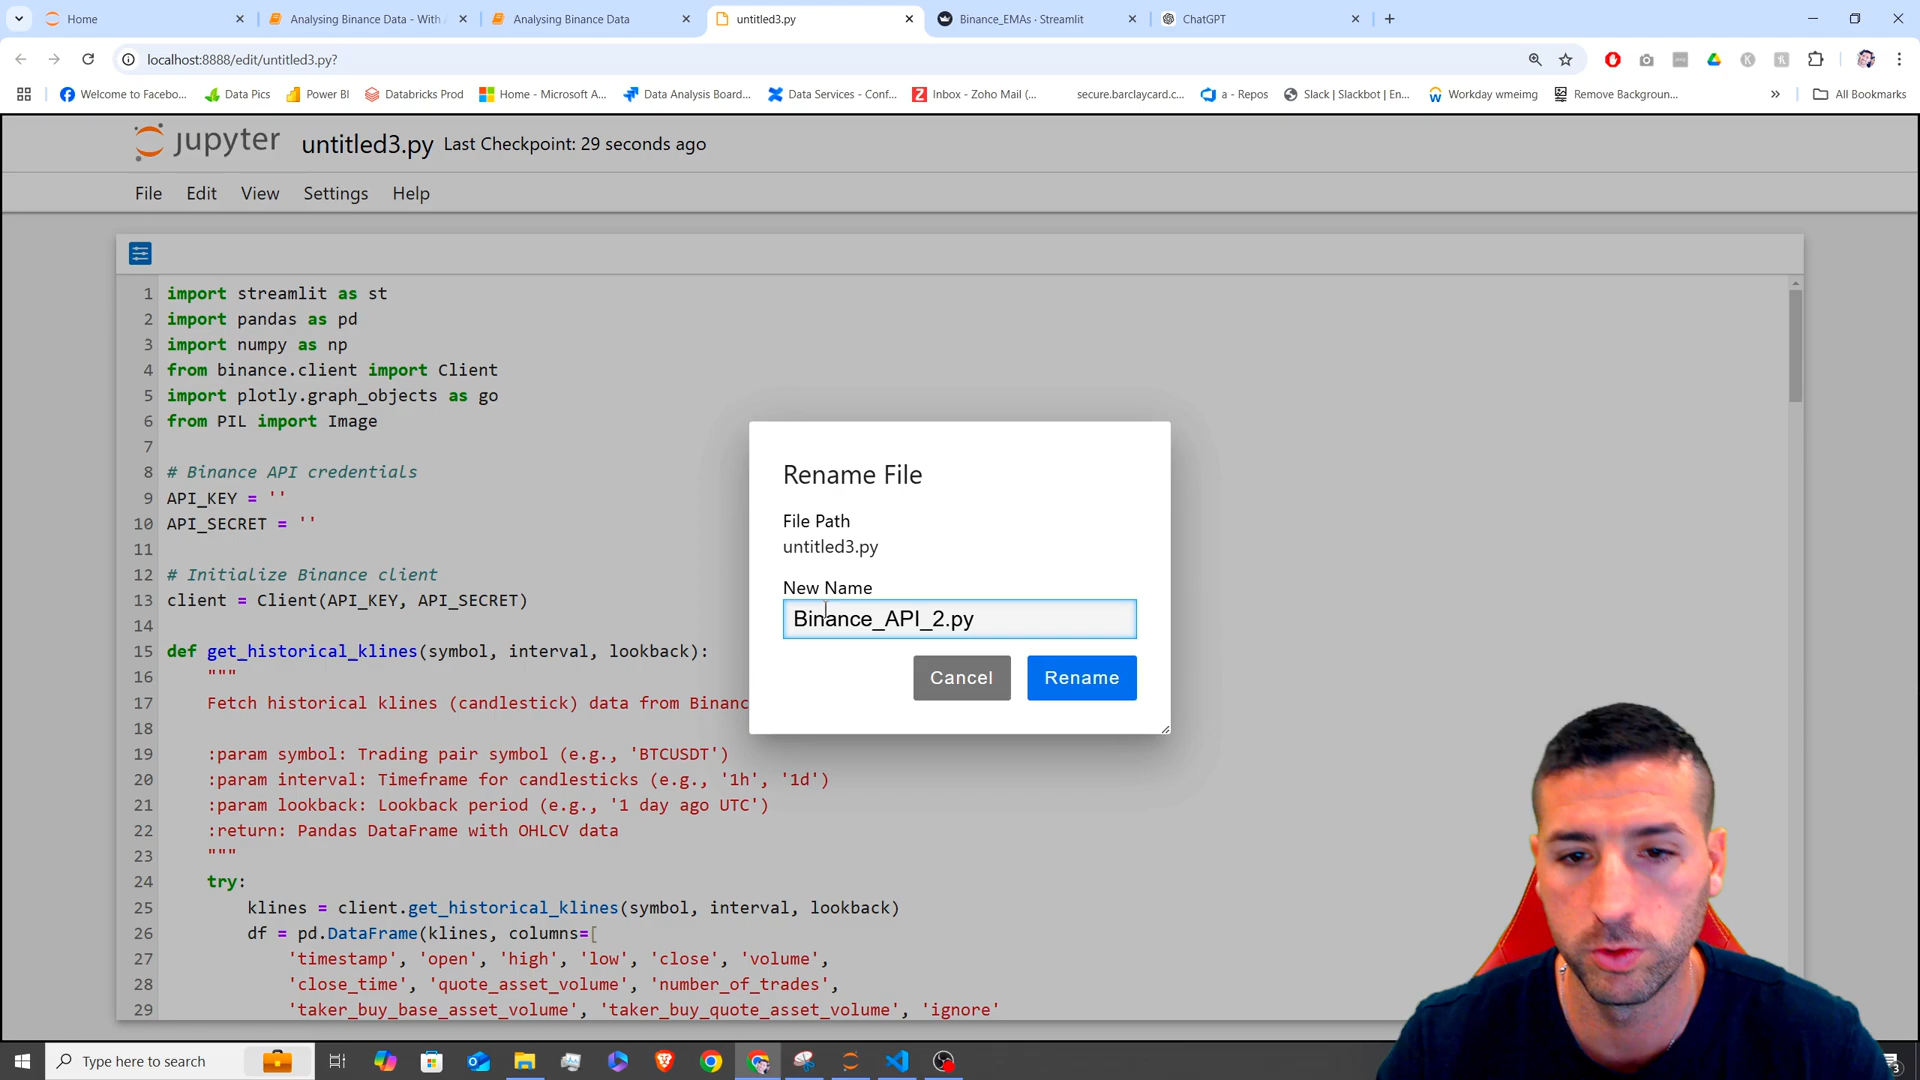 Home
Analysing Binance Data - With
Analysing Binance Data
untitled3.py
Binance_EMAs · Streamlit
ChatGPT
localhost:8888/edit/untitled3.py?
Welcome to Facebo...
Data Pics
Power BI
Databricks Prod
Home - Microsoft A...
Data Analysis Board...
Data Services - Conf...
Inbox - Zoho Mail (...
secure.barclaycard.c...
a - Repos
Slack | Slackbot | En...
Workday wmeimg
Remove Backgroun...
»
All Bookmarks
jupyter untitled3.py Last Checkpoint: 29 seconds ago
File Edit View Settings Help
1 import streamlit as st
2 import pandas as pd
3 import numpy as np
4 from binance.client import Client
5 import plotly.graph_objects as go
6 from PIL import Image
7
8 # Binance API credentials
9 API_KEY = ''
10 API_SECRET = ''
11
12 # Initialize Binance client
13 client = Client(API_KEY, API_SECRET)
14
15 def get_historical_klines(symbol, interval, lookback):
16 """
17 Fetch historical klines (candlestick) data from Binanc
18
19 :param symbol: Trading pair symbol (e.g., 'BTCUSDT')
20 :param interval: Timeframe for candlesticks (e.g., '1h', '1d')
21 :param lookback: Lookback period (e.g., '1 day ago UTC')
22 :return: Pandas DataFrame with OHLCV data
23 """
24 try:
25 klines = client.get_historical_klines(symbol, interval, lookback)
26 df = pd.DataFrame(klines, columns=[
27 'timestamp', 'open', 'high', 'low', 'close', 'volume',
28 'close_time', 'quote_asset_volume', 'number_of_trades',
29 'taker_buy_base_asset_volume', 'taker_buy_quote_asset_volume', 'ignore'
Rename File
File Path
untitled3.py
New Name
Binance_API_2.py
Cancel
Rename
Type here to search
3